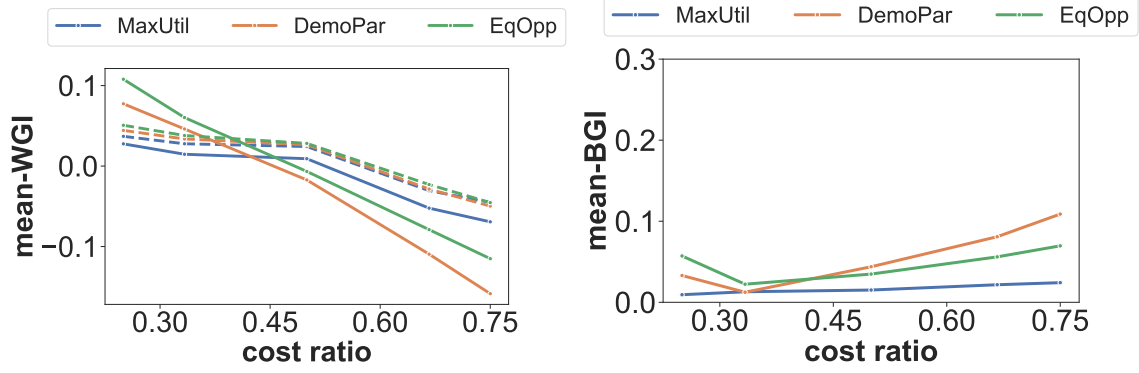 MaxUtil DemoPar EqOpp
0.1
0.0
−0.1
mean-WGI
0.30 0.45 0.60 0.75
cost ratio
MaxUtil DemoPar EqOpp
0.3
0.2
0.1
0.0
mean-BGI
0.30 0.45 0.60 0.75
cost ratio